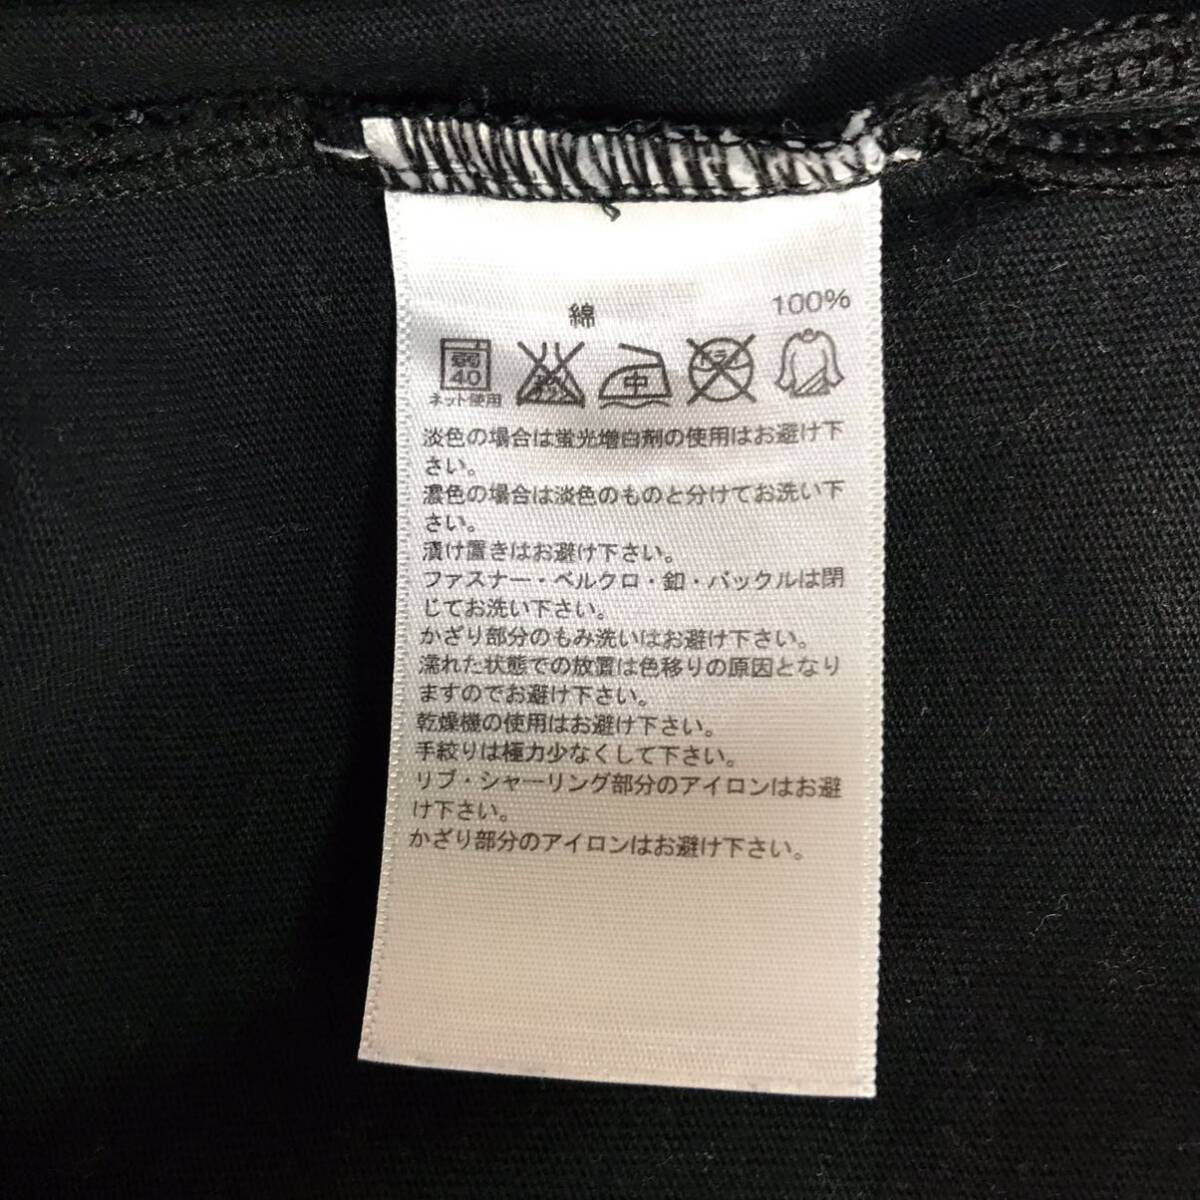 綿 100%
弱
40
ネット使用
エンソ
サラシ
中
ドライ
淡色の場合は蛍光増白剤の使用はお避け下
さい。
濃色の場合は淡色のものと分けてお洗い下
さい。
漬け置きはお避け下さい。
ファスナー・ベルクロ・釦・バックルは閉
じてお洗い下さい。
かざり部分のもみ洗いはお避け下さい。
濡れた状態での放置は色移りの原因となり
ますのでお避け下さい。
乾燥機の使用はお避け下さい。
手絞りは極力少なくして下さい。
リブ・シャーリング部分のアイロンはお避
け下さい。
かざり部分のアイロンはお避け下さい。